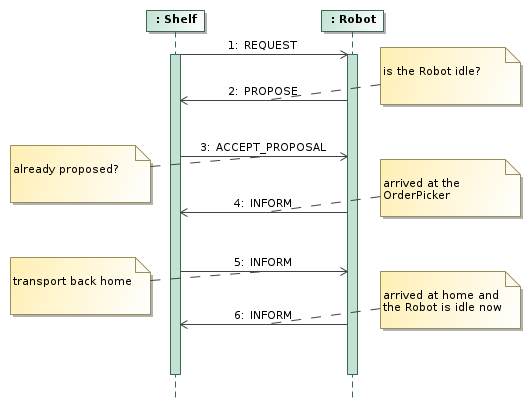 : Shelf
: Robot
1: REQUEST
is the Robot idle?
2: PROPOSE
3: ACCEPT_PROPOSAL
already proposed?
arrived at the
OrderPicker
4: INFORM
5: INFORM
transport back home
arrived at home and
the Robot is idle now
6: INFORM